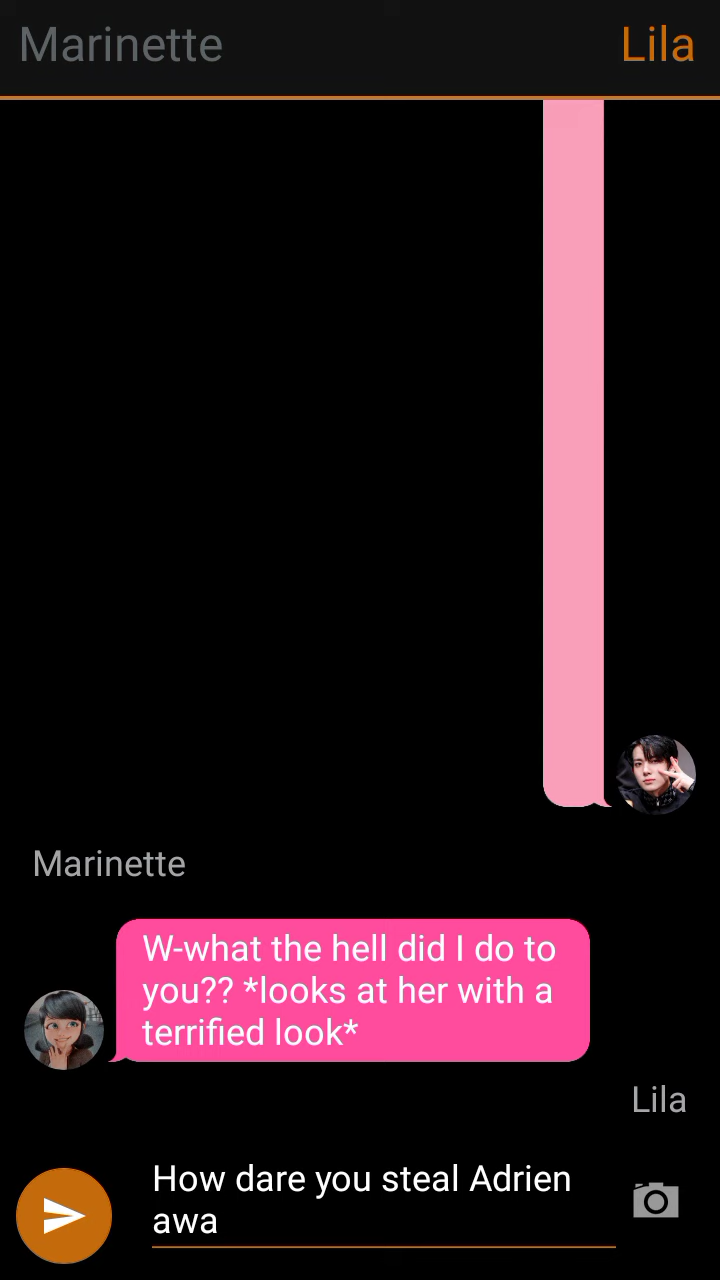 Marinette
Lila
Marinette
W-what the hell did I do to
you?? *looks at her with a
terrified look*
Lila
How dare you steal Adrien
awa